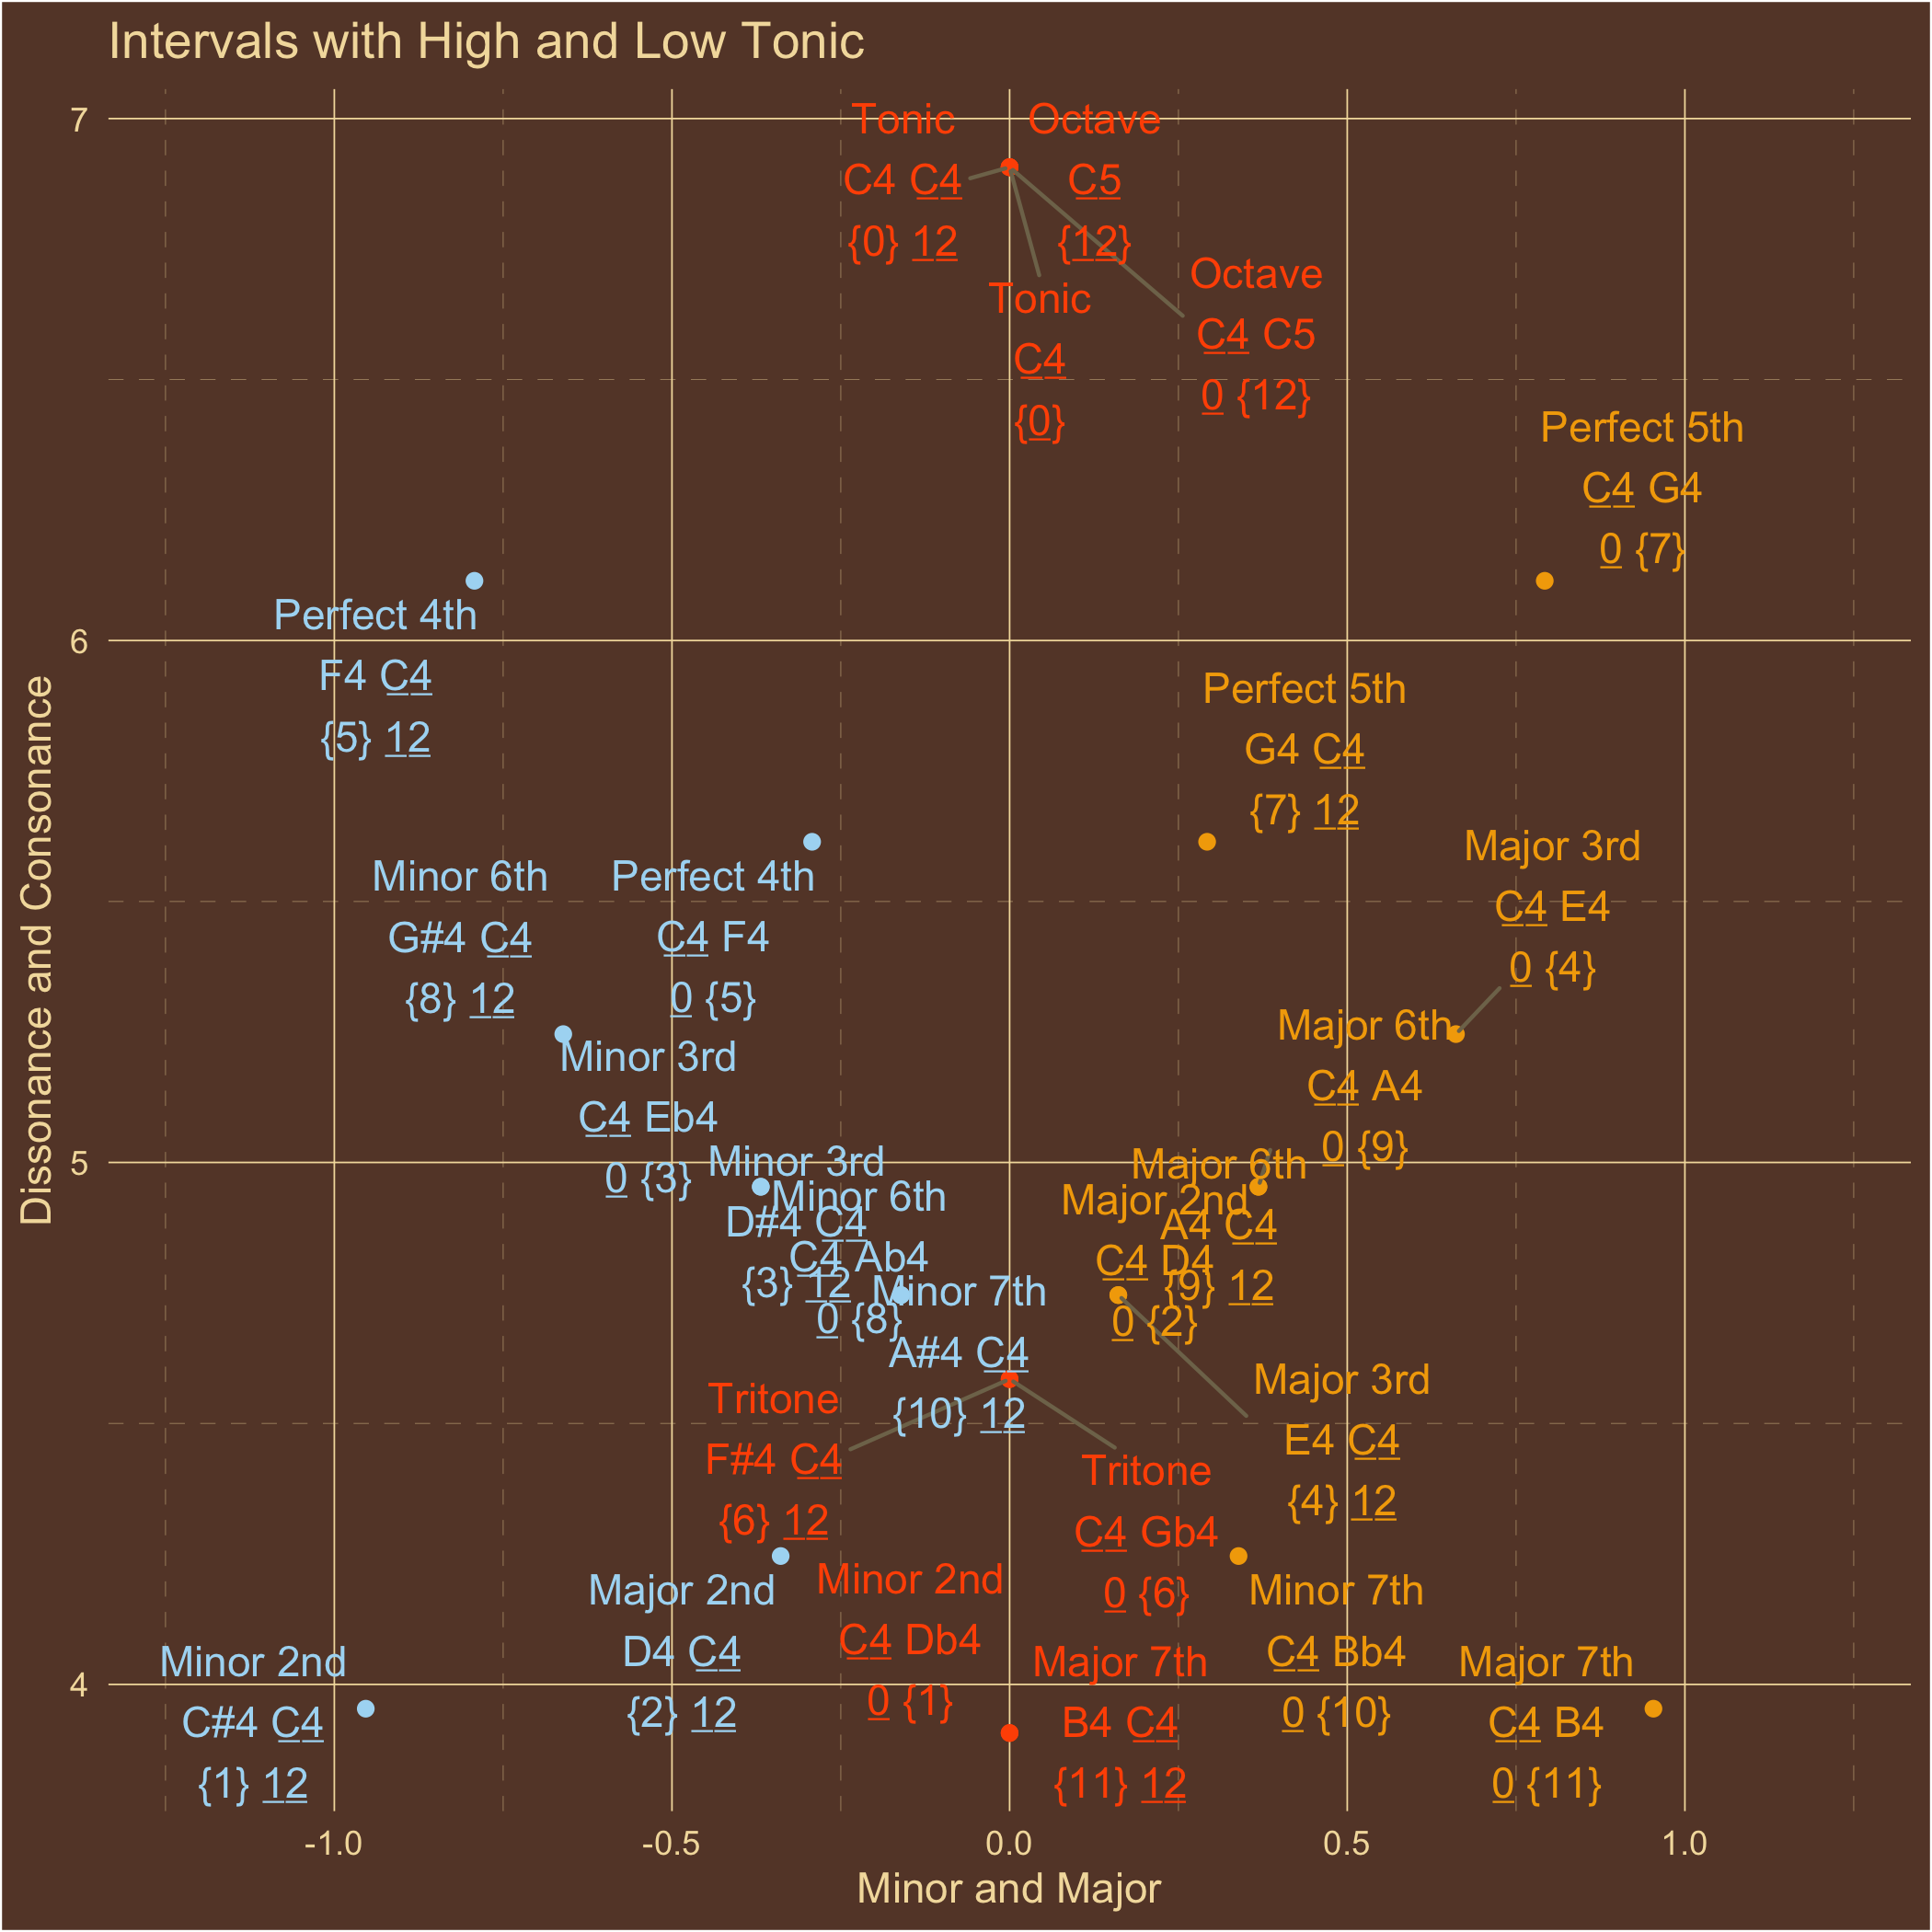 Intervals with High and Low Tonic
Dissonance and Consonance
7
6
5
4
Tonic
C4 C4
{0} 12
Octave
C5
{12}
Tonic
C4
{0}
Octave
C4 C5
0 {12}
Perfect 5th
C4 G4
0 {7}
Perfect 4th
F4 C4
{5} 12
Perfect 5th
G4 C4
{7} 12
Minor 6th
G#4 C4
{8} 12
Perfect 4th
C4 F4
0 {5}
Major 3rd
C4 E4
0 {4}
Minor 3rd
C4 Eb4
0 {3}
Major 6th
C4 A4
0 {9}
Minor 3rd
D#4 C4
{3} 12
Minor 6th
C4 Ab4
0 {8}
Major 6th
A4 C4
{9} 12
Major 2nd
C4 D4
0 {2}
Minor 7th
A#4 C4
{10} 12
Tritone
F#4 C4
{6} 12
Tritone
C4 Gb4
0 {6}
Major 3rd
E4 C4
{4} 12
Major 2nd
D4 C4
{2} 12
Minor 2nd
C4 Db4
0 {1}
Minor 7th
C4 Bb4
0 {10}
Minor 2nd
C#4 C4
{1} 12
Major 7th
B4 C4
{11} 12
Major 7th
C4 B4
0 {11}
-1.0
-0.5
0.0
0.5
1.0
Minor and Major